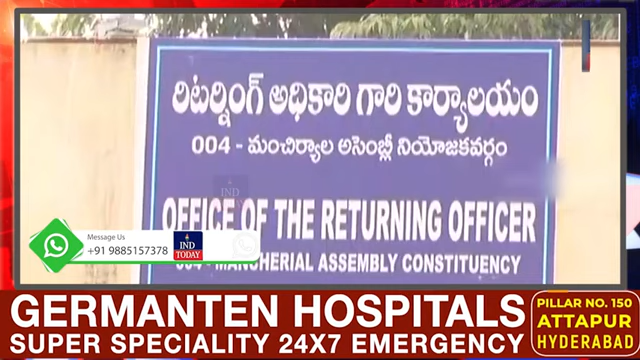 రిటర్నింగ్ అధికారి గారి కార్యాలయం
004 - మంచిర్యాల అసెంబ్లీ నియోజకవర్గం
OFFICE OF THE RETURNING OFFICER
004 - MANCHERIAL ASSEMBLY CONSTITUENCY
Message Us
+91 9885157378
IND
TODAY
GERMANTEN HOSPITALS
SUPER SPECIALITY 24X7 EMERGENCY
PILLAR NO. 150
ATTAPUR
HYDERABAD